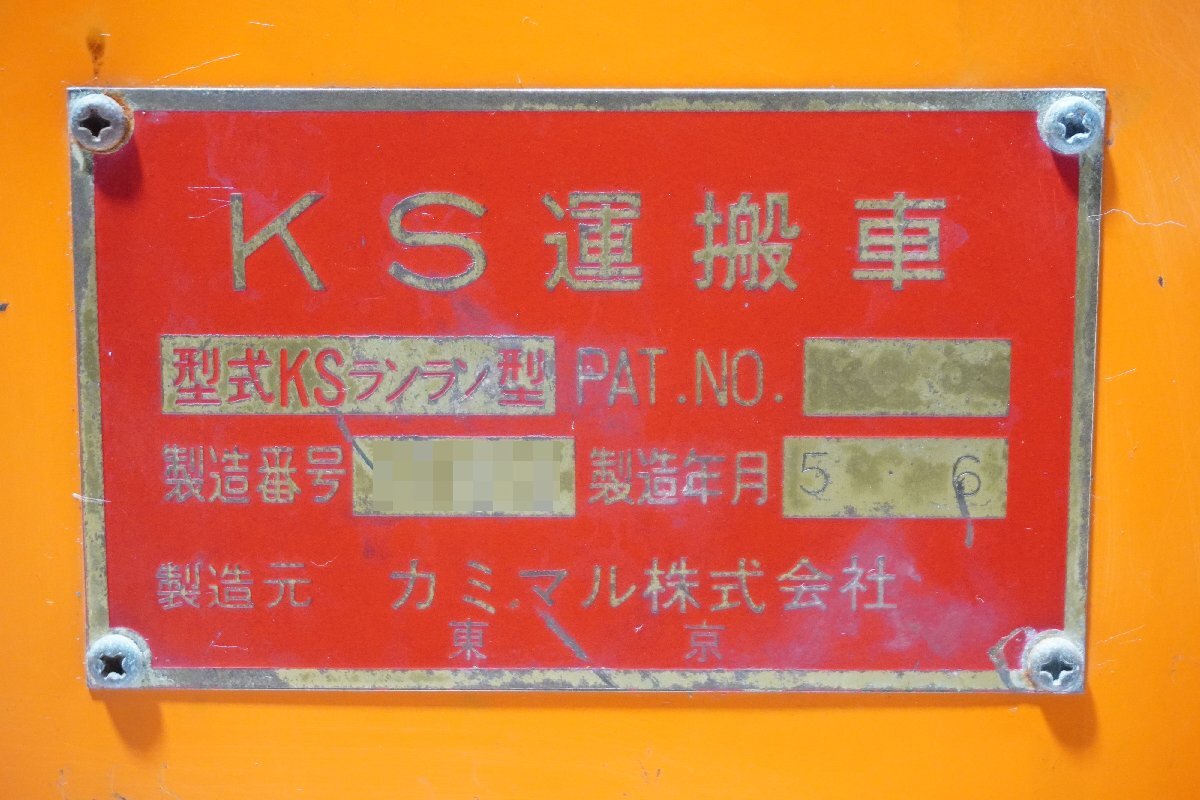 KS運搬車
型式KSランラン型 PAT.NO.
製造番号 製造年月 5 6
製造元 カミマル株式会社
東京